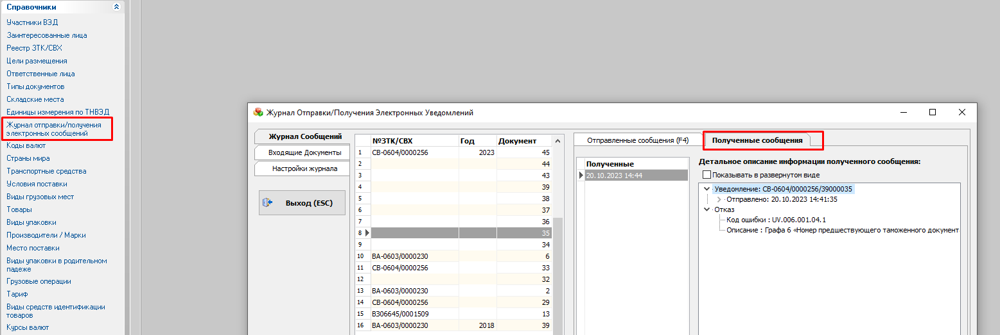 Справочники
Участники ВЭД
Заинтересованные лица
Реестр ЗТК/СВХ
Цели размещения
Ответственные лица
Типы документов
Складские места
Единицы измерения по ТНВЭД
Журнал отправки/получения
электронных сообщений
Коды валют
Страны мира
Транспортные средства
Условия поставки
Виды грузовых мест
Товары
Виды упаковки
Производители / Марки
Место поставки
Виды упаковки в родительном
падеже
Грузовые операции
Тариф
Виды средств идентификации
товаров
Курсы валют
Журнал Отправки/Получения Электронных Уведомлений
Журнал Сообщений
Входящие Документы
Настройки журнала
Выход (ESC)
№ЗТК/СВХ Год Документ
1 СВ-0604/0000256 2023 45
2 44
3 43
4 39
5 38
6 37
7 36
8 35
9 34
10 ВА-0603/0000230 6
11 СВ-0604/0000256 33
12 32
13 ВА-0603/0000230 2
14 СВ-0604/0000256 29
15 В306645/0001509 13
16 ВА-0603/0000230 2018 39
Отправленные сообщения (F4)
Полученные сообщения
Полученные
20.10.2023 14:44
Детальное описание информации полученного сообщения:
Показывать в развернутом виде
Уведомление: СВ-0604/0000256/39000035
Отправлено: 20.10.2023 14:41:35
Отказ
Код ошибки : UV.006.001.04.1
Описание : Графа 6 «Номер предшествующего таможенного документ